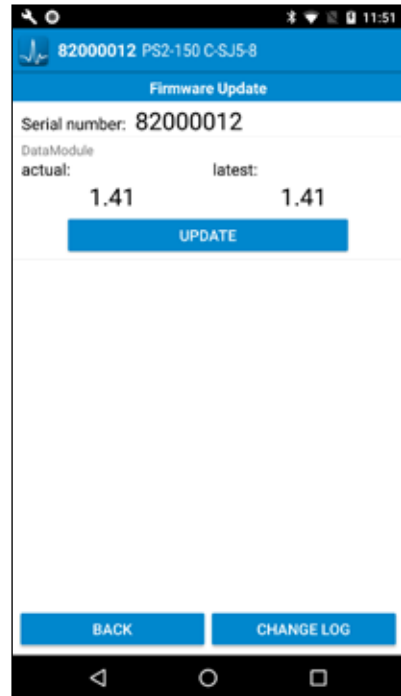 11:51
82000012 PS2-150 C-SJ5-8
Firmware Update
Serial number: 82000012
DataModule
actual: latest:
1.41 1.41
UPDATE
BACK CHANGE LOG